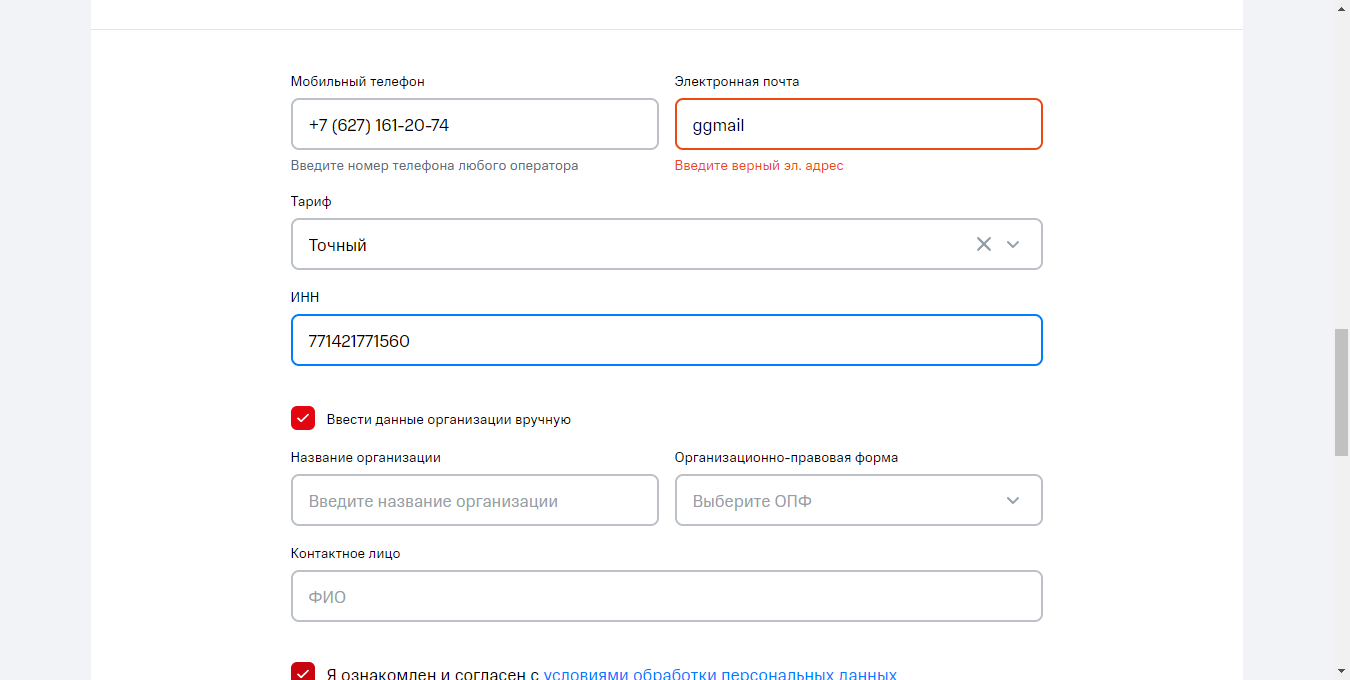 Мобильный телефон
Электронная почта
+7 (627) 161-20-74
ggmail
Введите номер телефона любого оператора
Введите верный эл. адрес
Тариф
Точный
ИНН
771421771560
Ввести данные организации вручную
Название организации
Организационно-правовая форма
Введите название организации
Выберите ОПФ
Контактное лицо
ФИО
Я ознакомлен и согласен с условиями обработки персональных данных